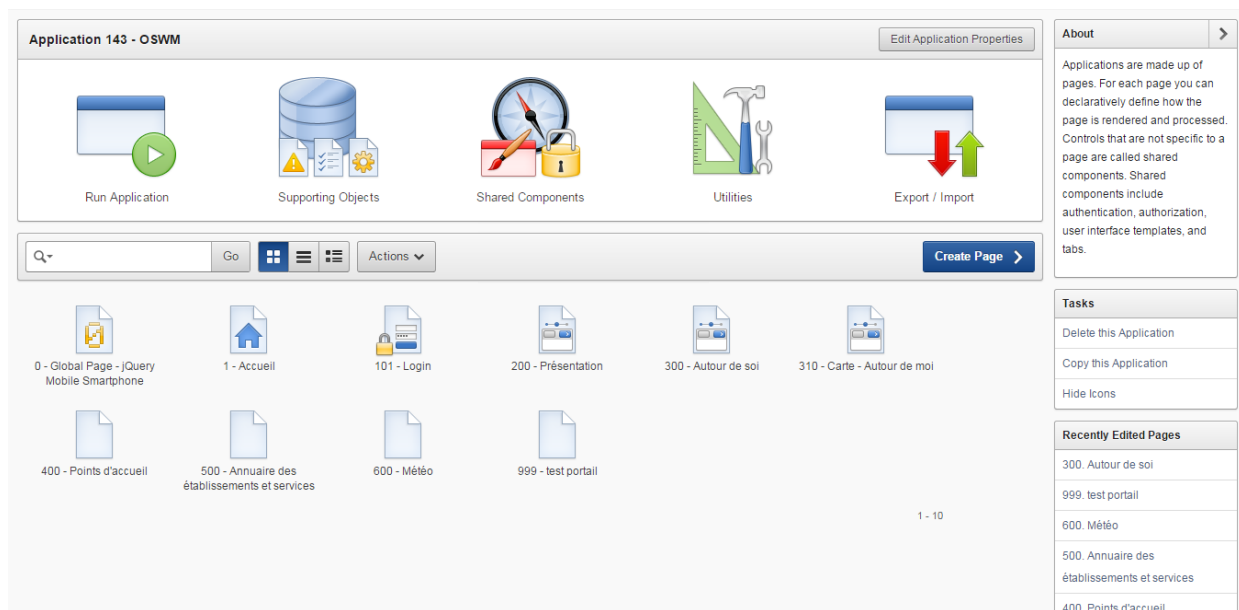 Application 143 - OSWM
Edit Application Properties
Run Application
Supporting Objects
Shared Components
Utilities
Export / Import
Go
Actions
Create Page
0 - Global Page - jQuery
Mobile Smartphone
1 - Accueil
101 - Login
200 - Présentation
300 - Autour de soi
310 - Carte - Autour de moi
400 - Points d'accueil
500 - Annuaire des
établissements et services
600 - Météo
999 - test portail
1 - 10
About
Applications are made up of
pages. For each page you can
declaratively define how the
page is rendered and processed.
Controls that are not specific to a
page are called shared
components. Shared
components include
authentication, authorization,
user interface templates, and
tabs.
Tasks
Delete this Application
Copy this Application
Hide Icons
Recently Edited Pages
300. Autour de soi
999. test portail
600. Météo
500. Annuaire des
établissements et services
400. Points d'accueil